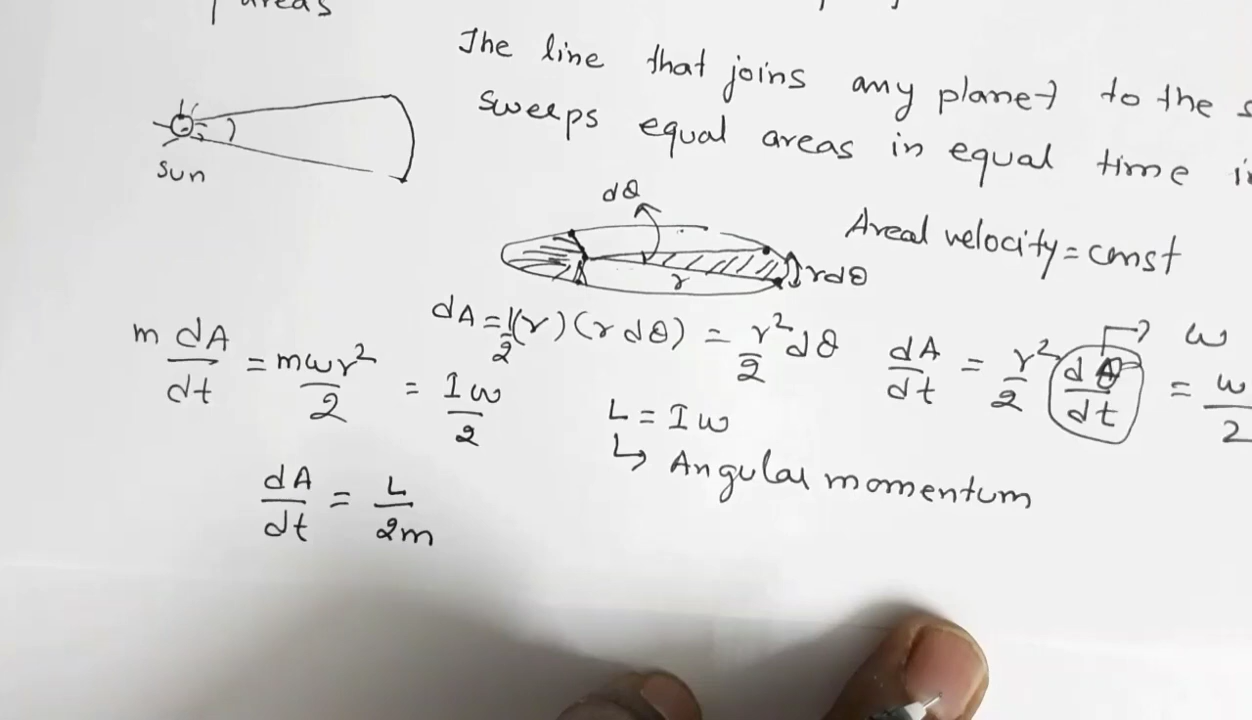 areas
The line that joins any planet to the
sweeps equal areas in equal time
sun
dθ
Areal velocity = const
r
rdθ
dA = 1/2 (r) (r dθ) = r²/2 dθ
dA/dt = r²/2 dθ/dt = ω/2
ω
m dA/dt = mωr²/2 = Iω/2
L = Iω
↳ Angular momentum
dA/dt = L/2m